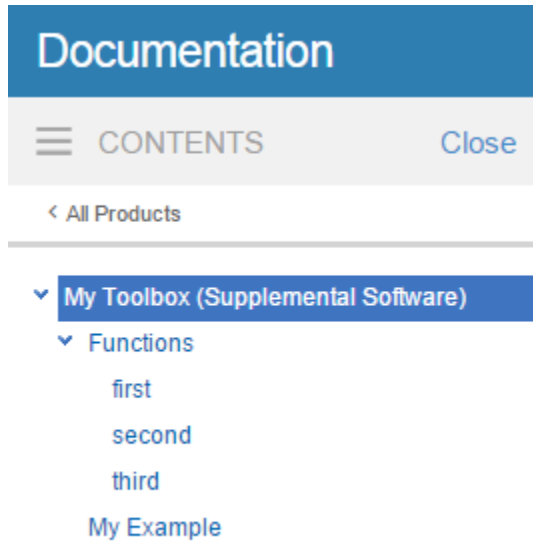 Documentation
CONTENTS Close
< All Products
My Toolbox (Supplemental Software)
Functions
first
second
third
My Example